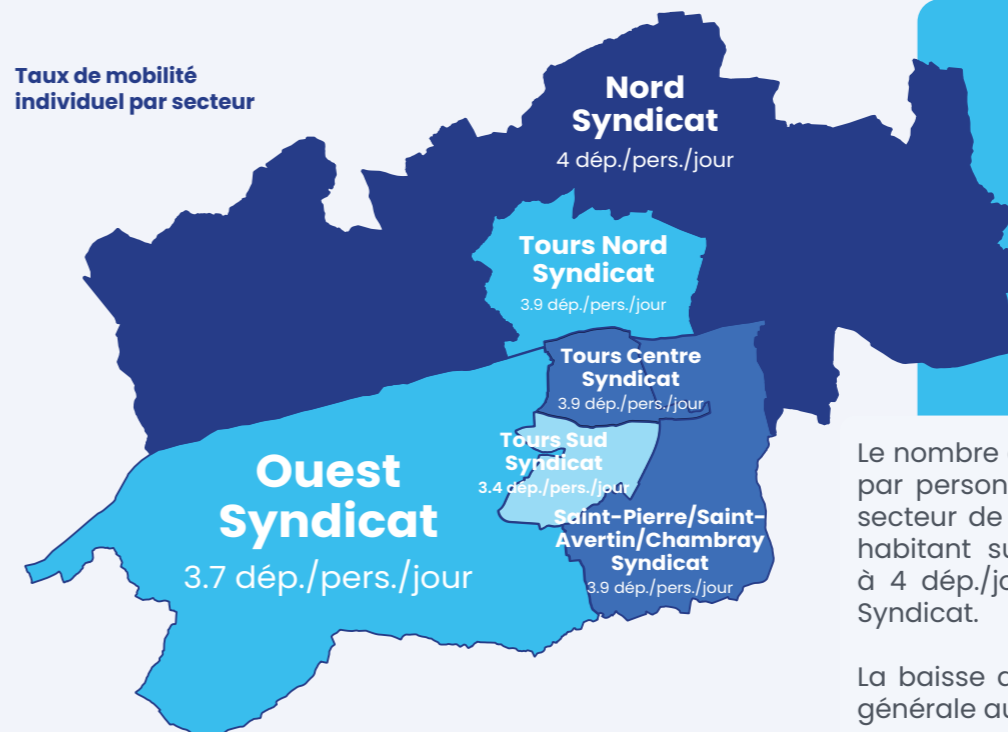 Taux de mobilité
individuel par secteur
Nord
Syndicat
4 dép./pers./jour
Tours Nord
Syndicat
3.9 dép./pers./jour
Tours Centre
Syndicat
3.9 dép./pers./jour
Tours Sud
Syndicat
3.4 dép./pers./jour
Ouest
Syndicat
3.7 dép./pers./jour
Saint-Pierre/Saint-
Avertin/Chambray
Syndicat
3.9 dép./pers./jour
Le nombre
par person
secteur de
habitant su
à 4 dép./jo
Syndicat.
La baisse
générale au